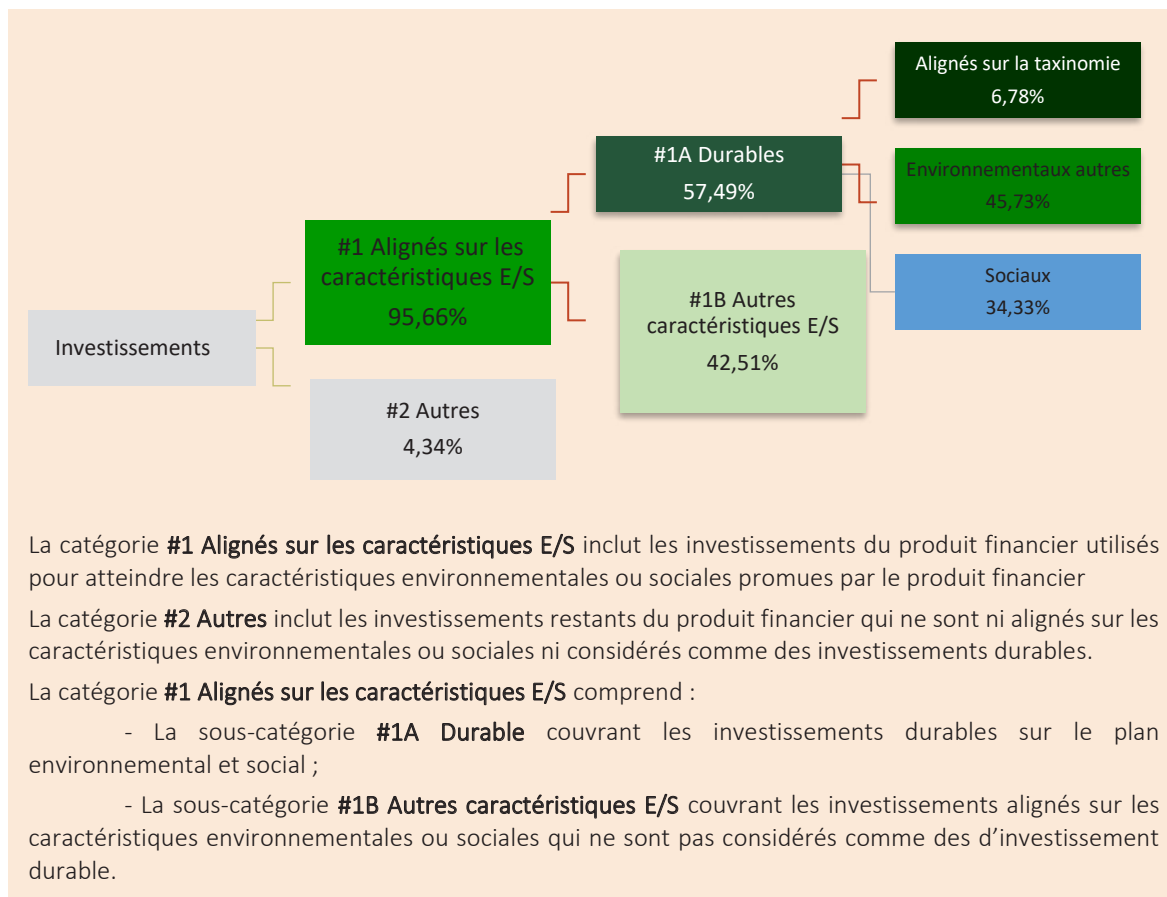 Investissements
#1 Alignés sur les
caractéristiques E/S
95,66%
#2 Autres
4,34%
#1A Durables
57,49%
#1B Autres
caractéristiques E/S
42,51%
Alignés sur la taxinomie
6,78%
Environnementaux autres
45,73%
Sociaux
34,33%
La catégorie #1 Alignés sur les caractéristiques E/S inclut les investissements du produit financier utilisés
pour atteindre les caractéristiques environnementales ou sociales promues par le produit financier
La catégorie #2 Autres inclut les investissements restants du produit financier qui ne sont ni alignés sur les
caractéristiques environnementales ou sociales ni considérés comme des investissements durables.
La catégorie #1 Alignés sur les caractéristiques E/S comprend :
- La sous-catégorie #1A Durable couvrant les investissements durables sur le plan
environnemental et social ;
- La sous-catégorie #1B Autres caractéristiques E/S couvrant les investissements alignés sur les
caractéristiques environnementales ou sociales qui ne sont pas considérés comme des d’investissement
durable.